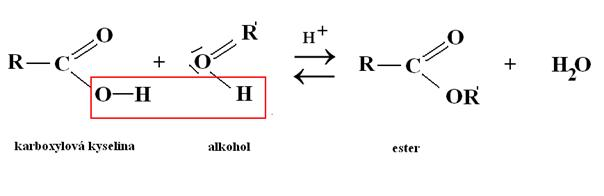 R—C O O—H + O R' H H⁺ R—C O OR' + H₂O
karboxylová kyselina alkohol ester